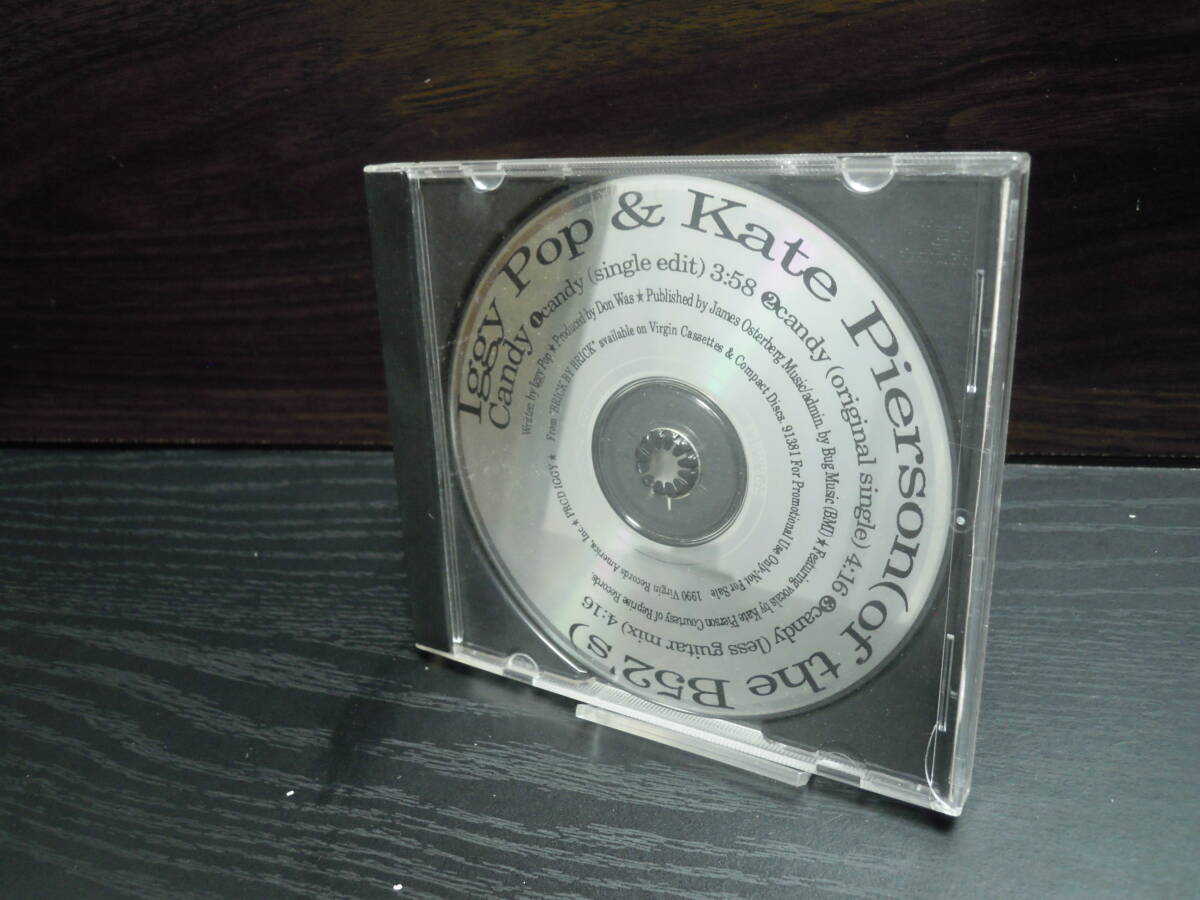 Iggy Pop & Kate Pierson(of the B52's)
Candy ❶candy (single edit) 3:58 ❷candy (original single) 4:16 ❸candy (less guitar mix) 4:16
Written by Iggy Pop ★ Produced by Don Was ★ Published by James Osterberg Music/admin. by Bug Music (BMI) ★ Featuring vocals by Kate Pierson Courtesy of Reprise Records.
From "BRICK BY BRICK" available on Virgin Cassettes & Compact Discs. 91381 For Promotional Use Only-Not For Sale 1990 Virgin Records America, Inc. ★ PRCD IGGY ★